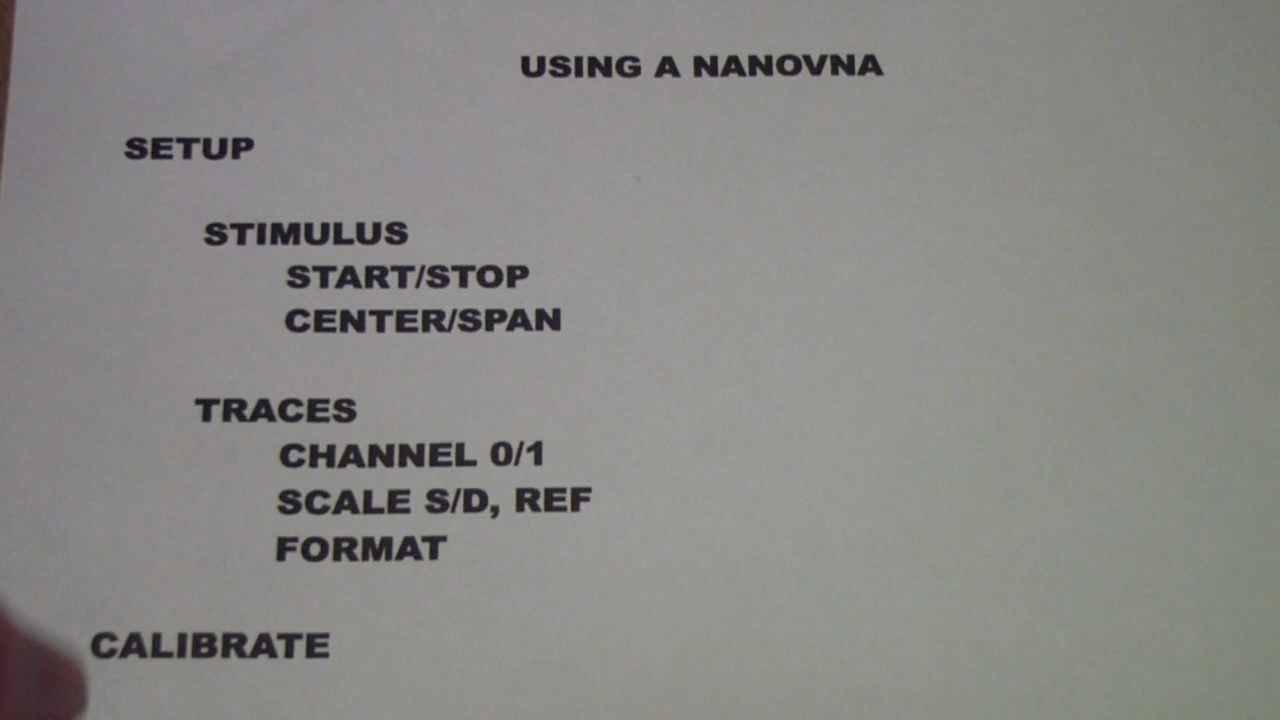 USING A NANOVNA
SETUP
STIMULUS
START/STOP
CENTER/SPAN
TRACES
CHANNEL 0/1
SCALE S/D, REF
FORMAT
CALIBRATE